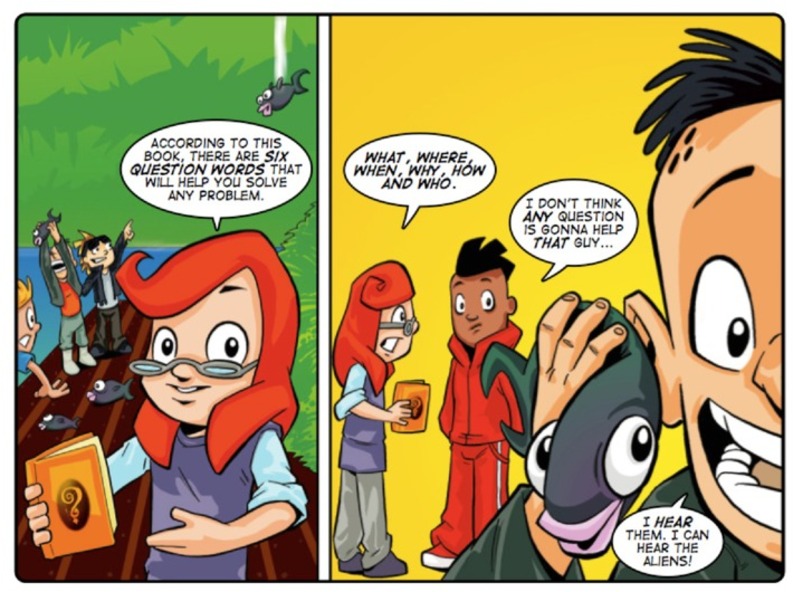 ACCORDING TO THIS
BOOK, THERE ARE SIX
QUESTION WORDS THAT
WILL HELP YOU SOLVE
ANY PROBLEM.
WHAT, WHERE,
WHEN, WHY, HOW
AND WHO.
I DON'T THINK
ANY QUESTION
IS GONNA HELP
THAT GUY...
I HEAR
THEM. I CAN
HEAR THE
ALIENS!
?
?